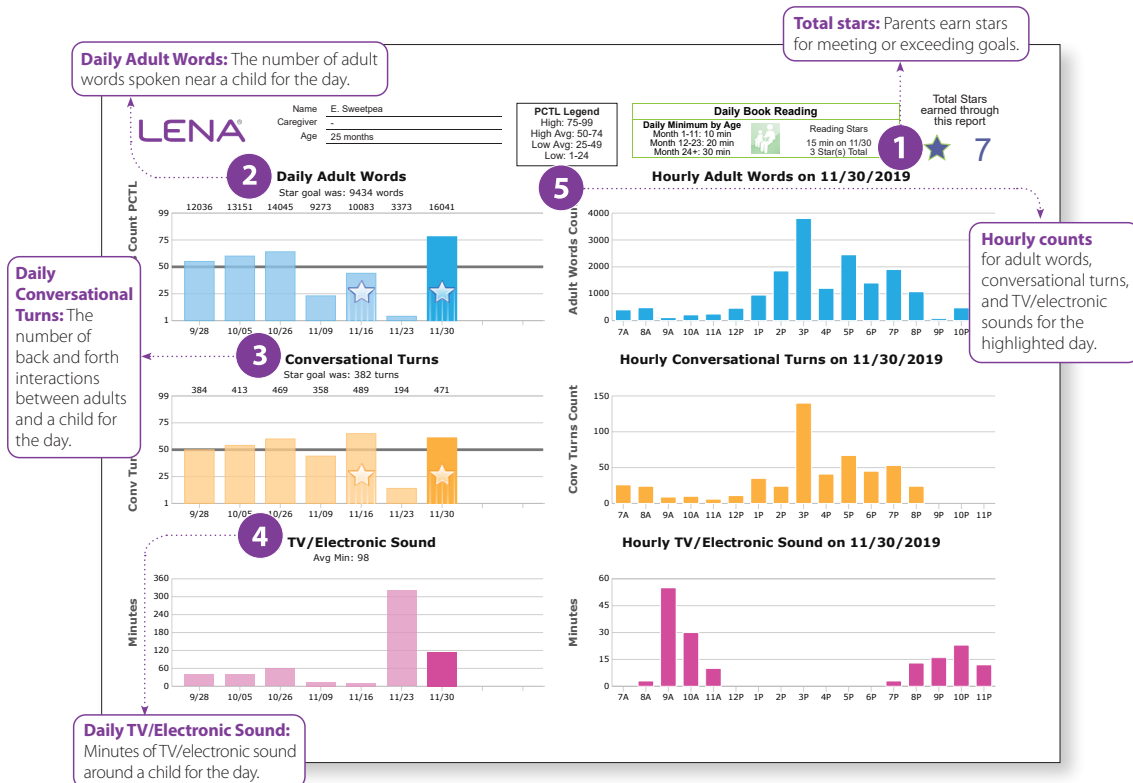 Total stars: Parents earn stars
for meeting or exceeding goals.
Daily Adult Words: The number of adult
words spoken near a child for the day.
LENA®
Name E. Sweetpea
Caregiver -
Age 25 months
PCTL Legend
High: 75-99
High Avg: 50-74
Low Avg: 25-49
Low: 1-24
Daily Book Reading
Daily Minimum by Age
Month 1-11: 10 min
Month 12-23: 20 min
Month 24+: 30 min
Reading Stars
15 min on 11/30
3 Star(s) Total
Total Stars
earned through
this report
7
1
2
Daily Adult Words
Star goal was: 9434 words
12036 13151 14045 9273 10083 3373 16041
Count PCTL
99
75
50
25
1
9/28 10/05 10/26 11/09 11/16 11/23 11/30
5
Hourly Adult Words on 11/30/2019
Adult Words Coun
4000
3000
2000
1000
0
7A 8A 9A 10A 11A 12P 1P 2P 3P 4P 5P 6P 7P 8P 9P 10P
Hourly counts
for adult words,
conversational turns,
and TV/electronic
sounds for the
highlighted day.
Daily
Conversational
Turns: The
number of
back and forth
interactions
between adults
and a child for
the day.
3
Conversational Turns
Star goal was: 382 turns
384 413 469 358 489 194 471
Conv Tur
99
50
25
1
9/28 10/05 10/26 11/09 11/16 11/23 11/30
Hourly Conversational Turns on 11/30/2019
Conv Turns Count
150
100
50
0
7A 8A 9A 10A 11A 12P 1P 2P 3P 4P 5P 6P 7P 8P 9P 10P 11P
4
TV/Electronic Sound
Avg Min: 98
Minutes
360
300
240
180
120
60
0
9/28 10/05 10/26 11/09 11/16 11/23 11/30
Hourly TV/Electronic Sound on 11/30/2019
Minutes
60
45
30
15
0
7A 8A 9A 10A 11A 12P 1P 2P 3P 4P 5P 6P 7P 8P 9P 10P 11P
Daily TV/Electronic Sound:
Minutes of TV/electronic sound
around a child for the day.